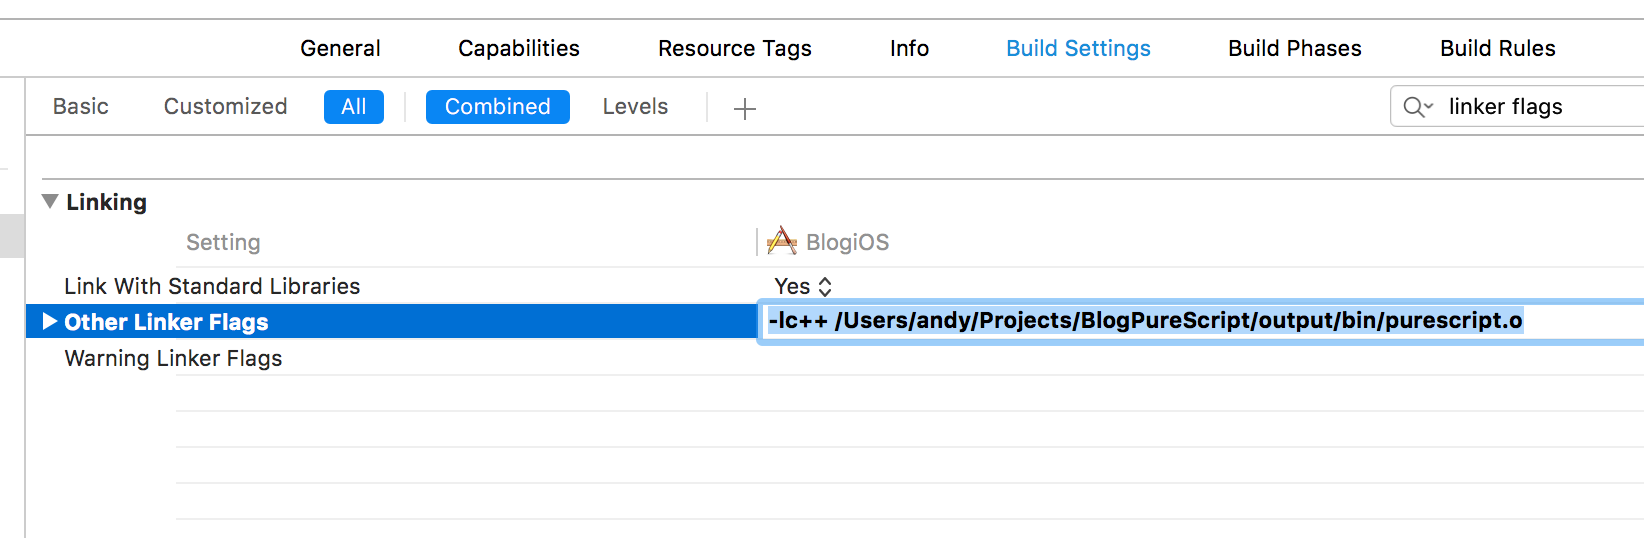 General Capabilities Resource Tags Info Build Settings Build Phases Build Rules
Basic Customized All Combined Levels + linker flags
Linking
Setting BlogiOS
Link With Standard Libraries Yes
Other Linker Flags -lc++ /Users/andy/Projects/BlogPureScript/output/bin/purescript.o
Warning Linker Flags